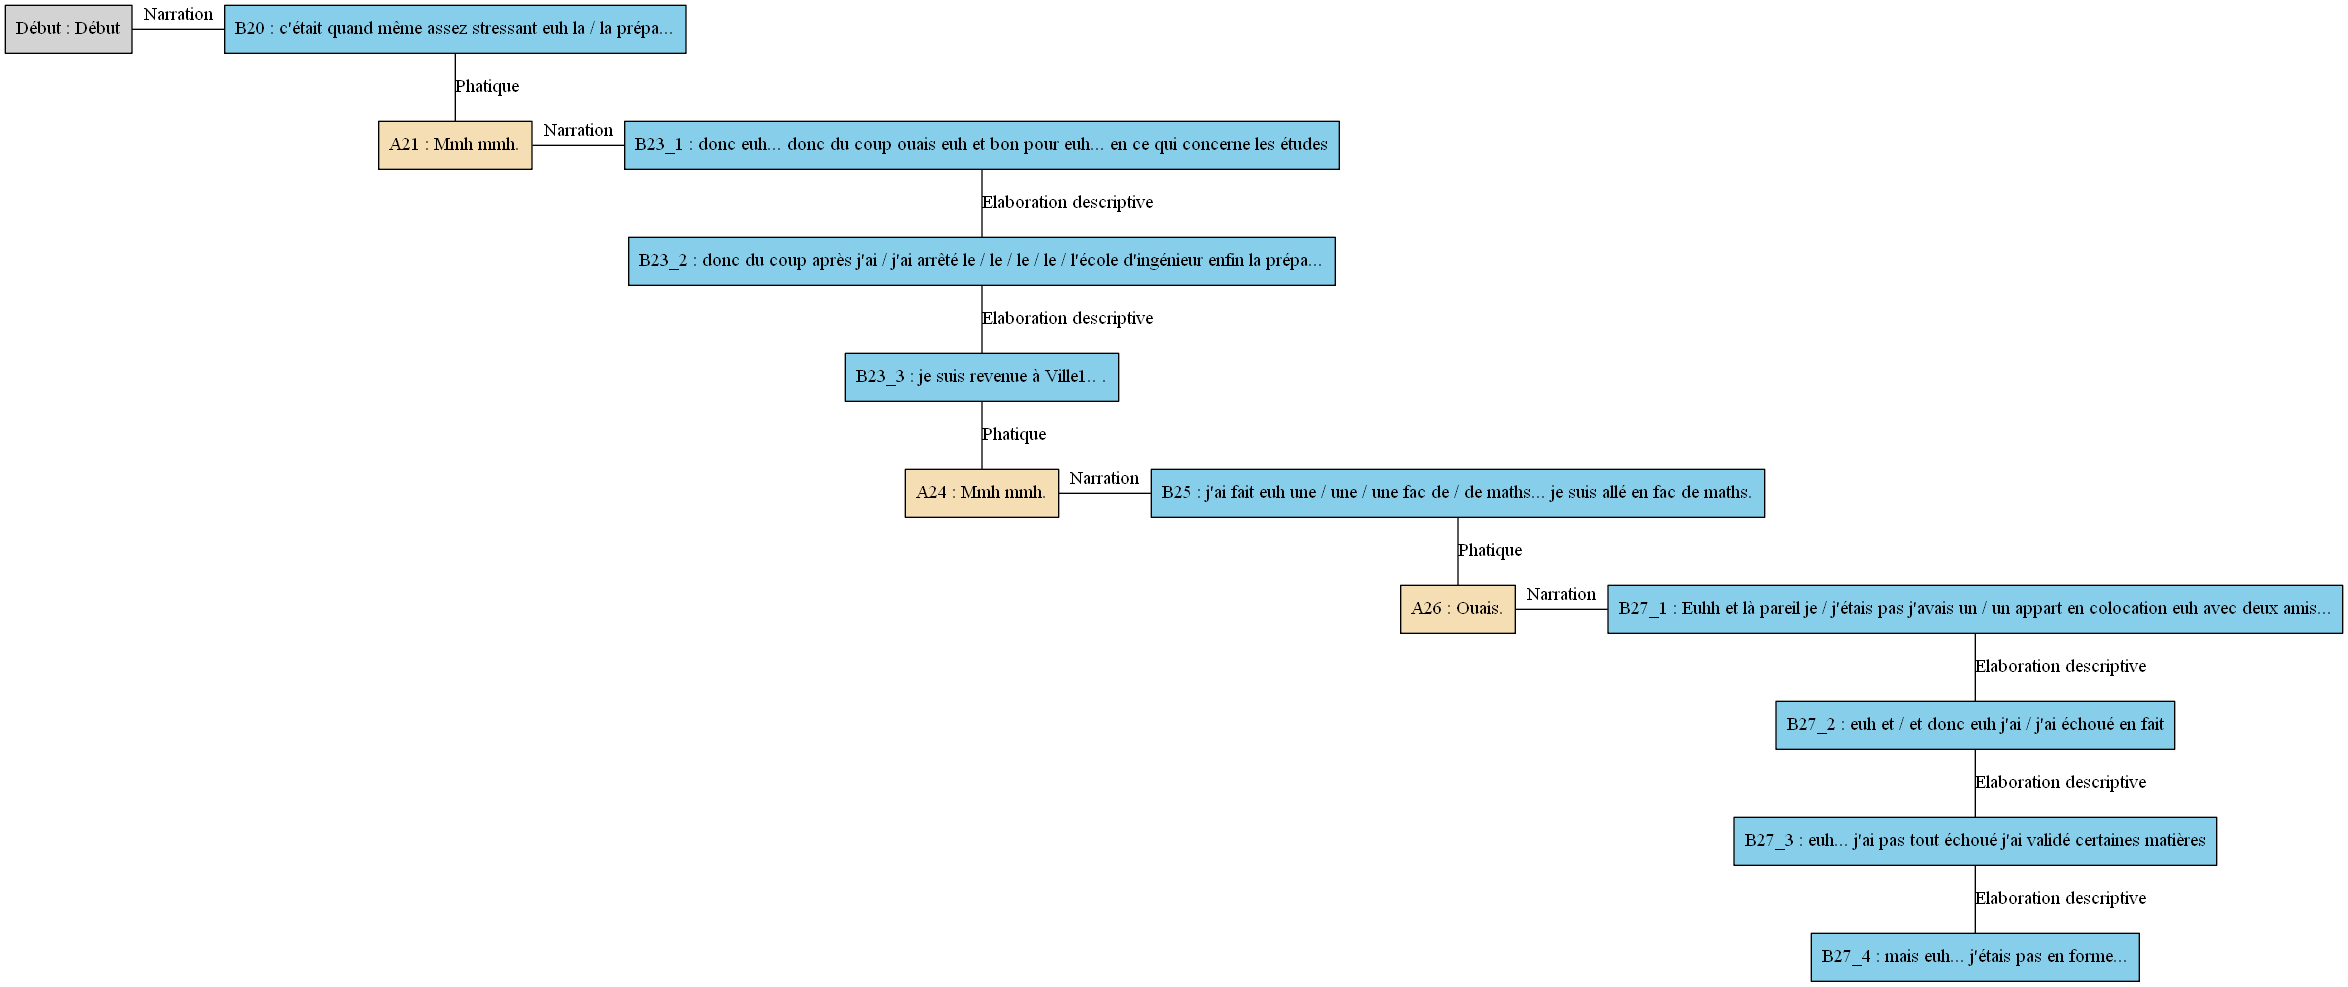 Début : Début
Narration
B20 : c'était quand même assez stressant euh la / la prépa...
Phatique
A21 : Mmh mmh.
Narration
B23_1 : donc euh... donc du coup ouais euh et bon pour euh... en ce qui concerne les études
Elaboration descriptive
B23_2 : donc du coup après j'ai / j'ai arrêté le / le / le / le / l'école d'ingénieur enfin la prépa...
Elaboration descriptive
B23_3 : je suis revenue à Ville1.. .
Phatique
A24 : Mmh mmh.
Narration
B25 : j'ai fait euh une / une / une fac de / de maths... je suis allé en fac de maths.
Phatique
A26 : Ouais.
Narration
B27_1 : Euhh et là pareil je / j'étais pas j'avais un / un appart en colocation euh avec deux amis...
Elaboration descriptive
B27_2 : euh et / et donc euh j'ai / j'ai échoué en fait
Elaboration descriptive
B27_3 : euh... j'ai pas tout échoué j'ai validé certaines matières
Elaboration descriptive
B27_4 : mais euh... j'étais pas en forme...